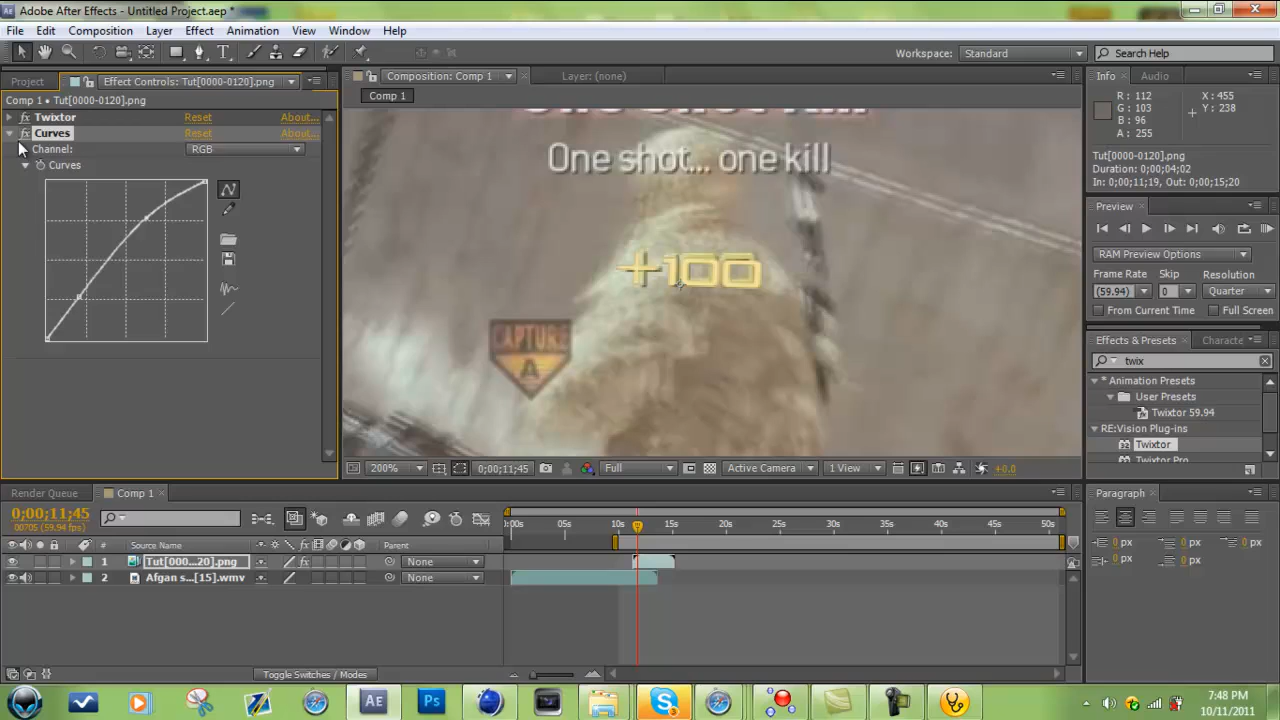 Adobe After Effects - Untitled Project.aep *
File Edit Composition Layer Effect Animation View Window Help
Workspace: Standard Search Help
Project Effect Controls: Tut[0000-0120].png Composition: Comp 1 Layer: (none) Info Audio
Comp 1 • Tut[0000-0120].png Comp 1
R: 112 X: 455
G: 103 Y: 238
B: 96
A: 255
Twixtor Reset About...
Curves Reset About...
Channel: RGB
Curves
One shot... one kill
+100
CAPTURE
A
Tut[0000-0120].png
Duration: 0;00;04;02
In: 0;00;11;19, Out: 0;00;15;20
Preview
RAM Preview Options
Frame Rate Skip Resolution
(59.94) 0 Quarter
From Current Time Full Screen
Effects & Presets Characte
twix
* Animation Presets
User Presets
Twixtor 59.94
RE:Vision Plug-ins
Twixtor
Twixtor Pro
200% 0;00;11;45 Full Active Camera 1 View +0.0
Render Queue Comp 1 Paragraph
0;00;11;45
00705 (59.94 fps)
# Source Name Parent
1 Tut[000...20].png None
2 Afgan s...[15].wmv None
):00s 05s 10s 15s 20s 25s 30s 35s 40s 45s 50s
0 px 0 px 0 px
0 px 0 px
Toggle Switches / Modes
Ae Ps
7:48 PM
10/11/2011